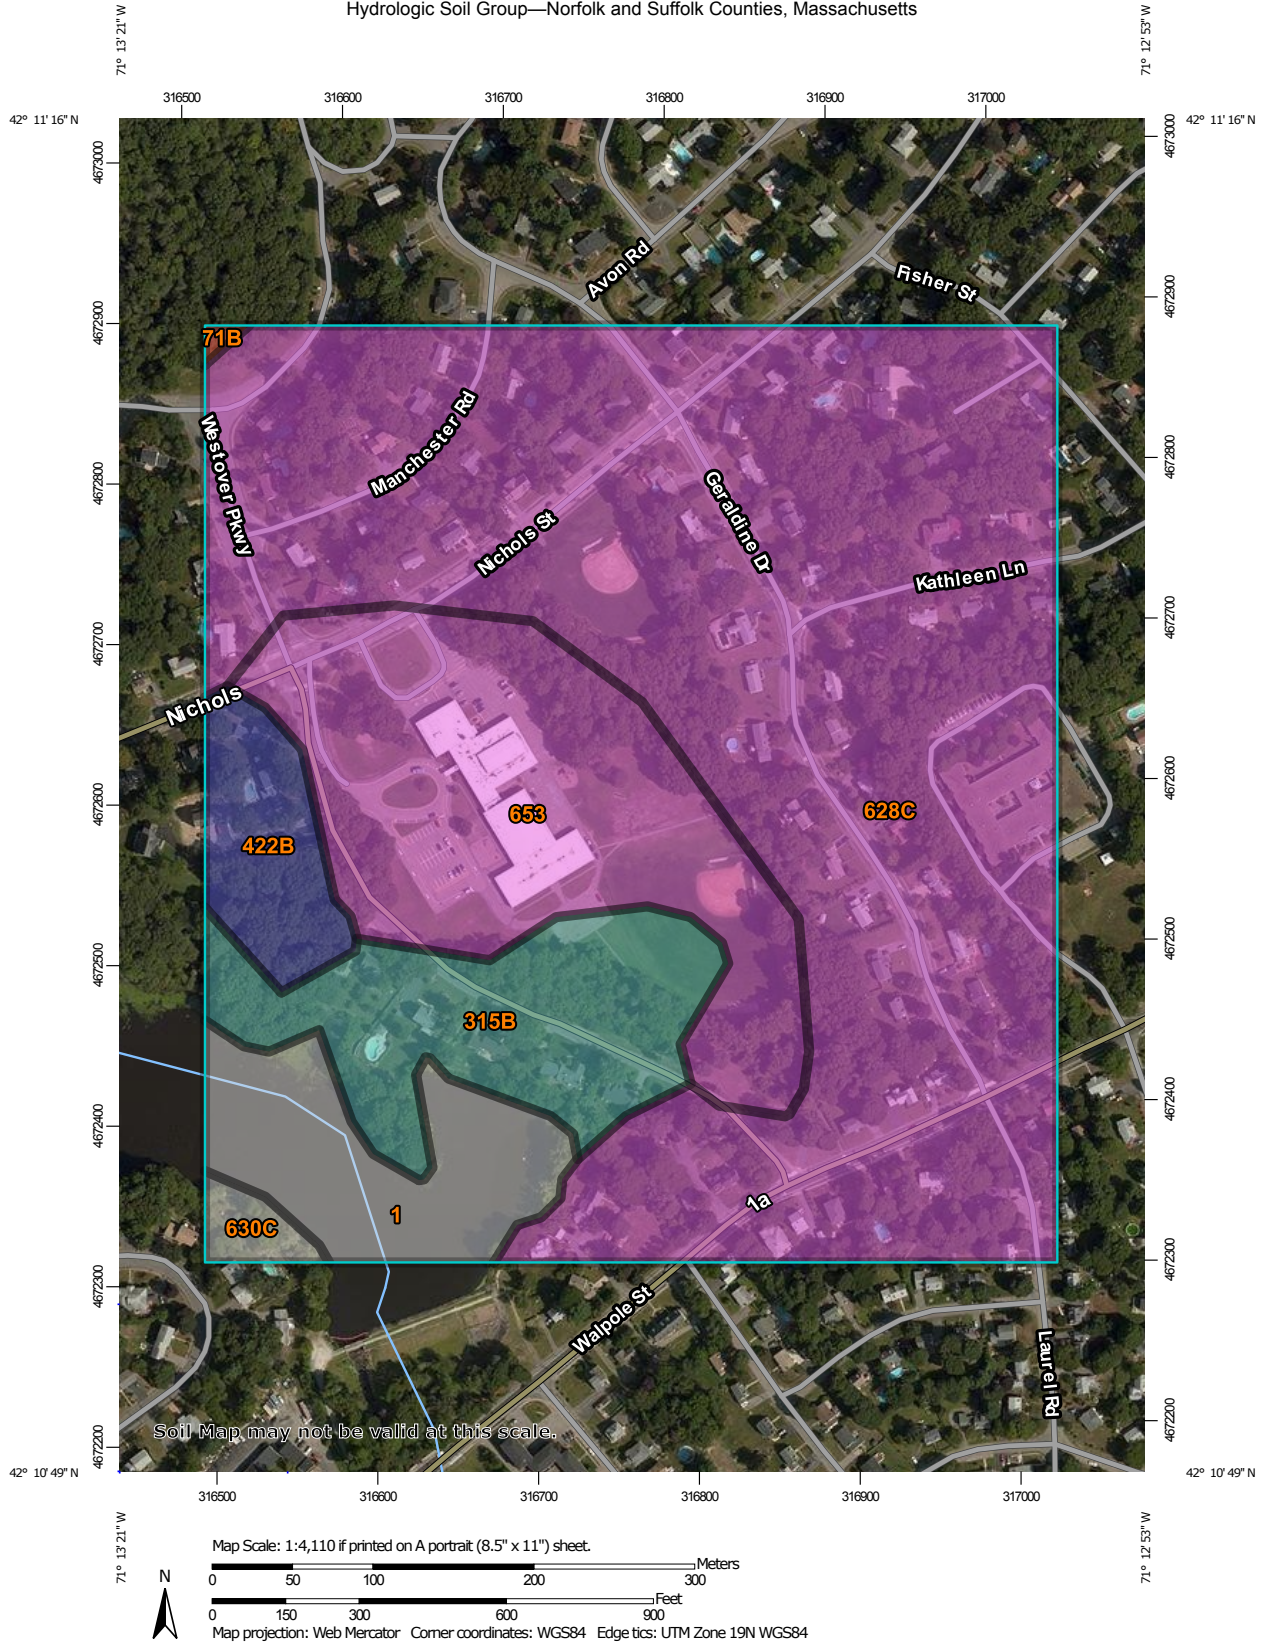 Hydrologic Soil Group—Norfolk and Suffolk Counties, Massachusetts
71° 13' 21" W
71° 12' 53" W
316500
316600
316700
316800
316900
317000
42° 11' 16" N
42° 11' 16" N
4673000
4673000
4672900
4672900
4672800
4672800
4672700
4672700
4672600
4672600
4672500
4672500
4672400
4672400
4672300
4672300
4672200
4672200
Avon Rd
Fisher St
71B
Manchester Rd
Westover Pkwy
Geraldine Dr
Nichols St
Kathleen Ln
Nichols
653
628C
422B
315B
1a
1
630C
Walpole St
Laurel Rd
Soil Map may not be valid at this scale.
42° 10' 49" N
42° 10' 49" N
316500
316600
316700
316800
316900
317000
71° 13' 21" W
71° 12' 53" W
Map Scale: 1:4,110 if printed on A portrait (8.5" x 11") sheet.
Meters
0 50 100 200 300
Feet
0 150 300 600 900
N
Map projection: Web Mercator Corner coordinates: WGS84 Edge tics: UTM Zone 19N WGS84